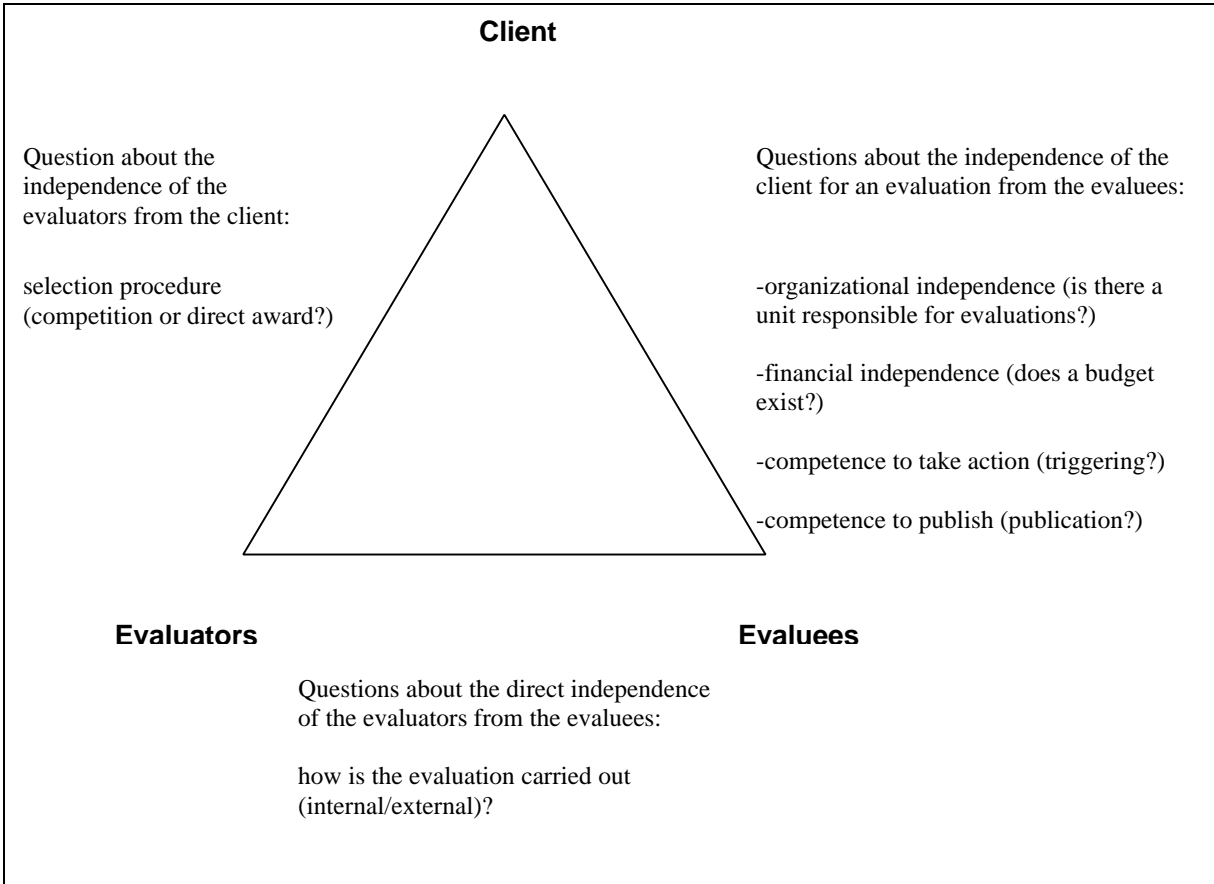 Client
Question about the
independence of the
evaluators from the client:
selection procedure
(competition or direct award?)
Questions about the independence of the
client for an evaluation from the evaluees:
-organizational independence (is there a
unit responsible for evaluations?)
-financial independence (does a budget
exist?)
-competence to take action (triggering?)
-competence to publish (publication?)
Evaluators
Evaluees
Questions about the direct independence
of the evaluators from the evaluees:
how is the evaluation carried out
(internal/external)?